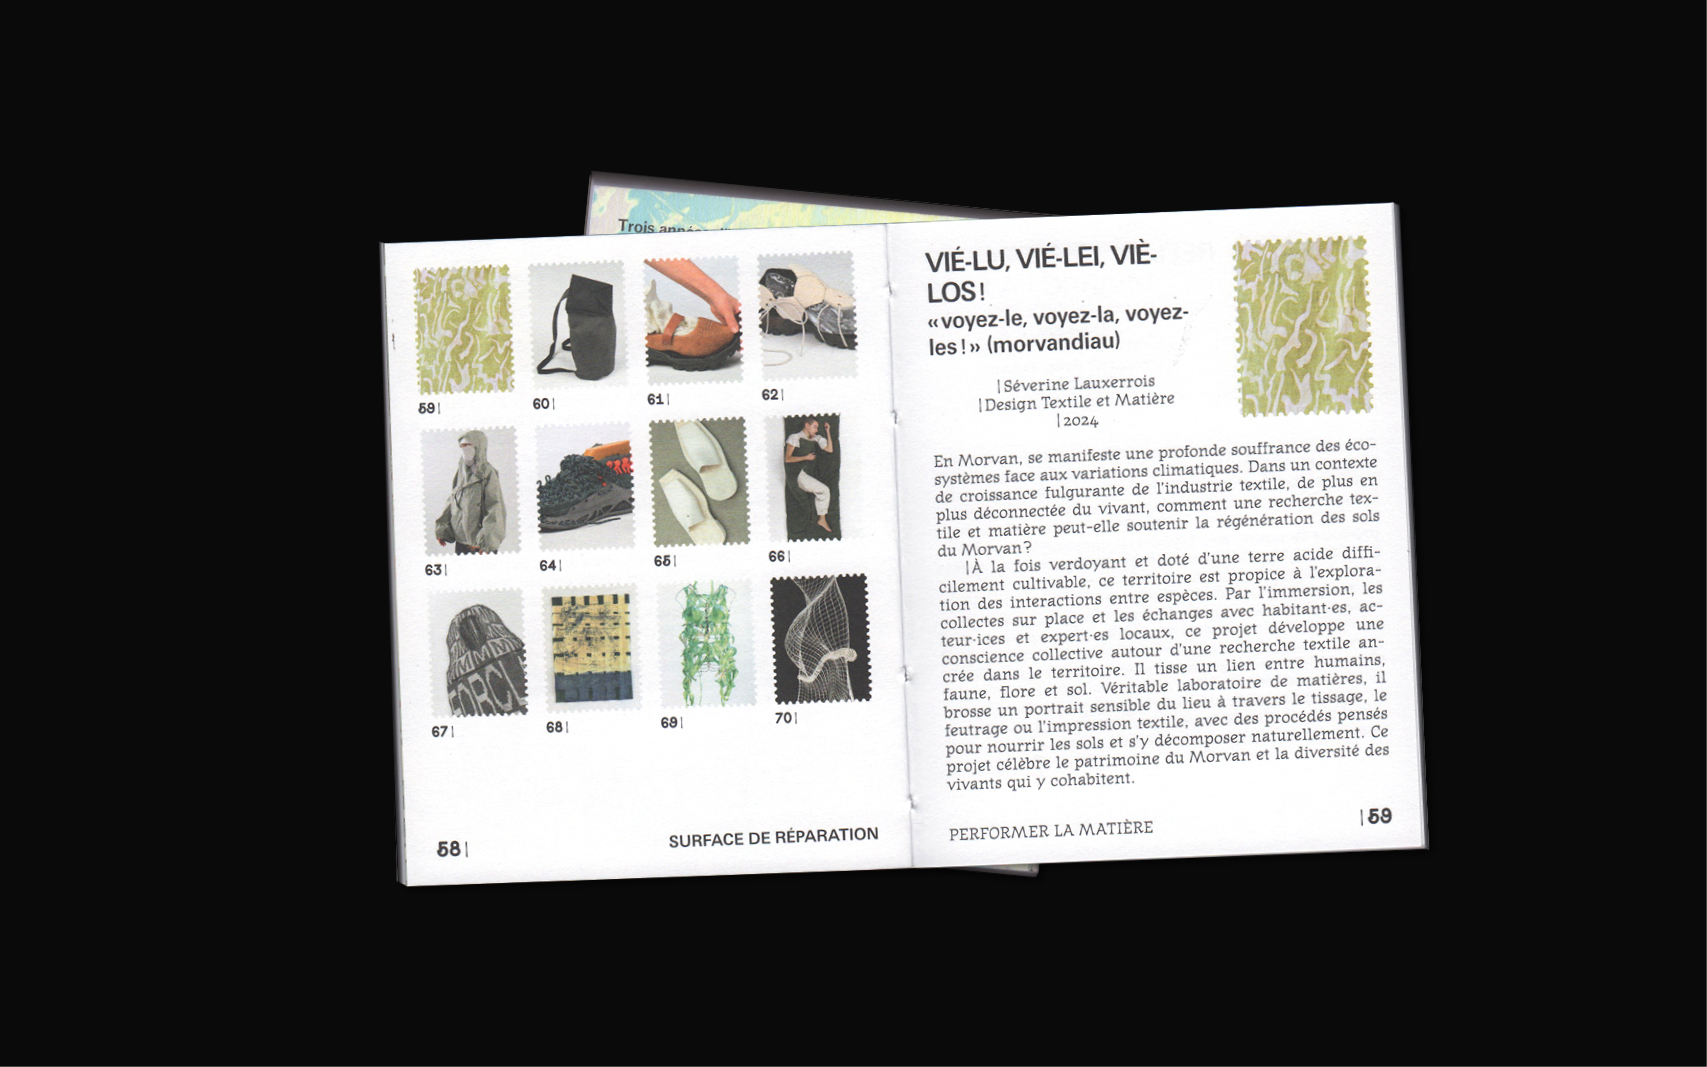 Trois années
59|
60|
61|
62|
63|
64|
65|
66|
67|
68|
69|
70|
58|
SURFACE DE RÉPARATION
VIÉ-LU, VIÉ-LEI, VIÈ-
LOS!
«voyez-le, voyez-la, voyez-
les!» (morvandiau)
|Séverine Lauxerrois
|Design Textile et Matière
|2024
En Morvan, se manifeste une profonde souffrance des éco-
systèmes face aux variations climatiques. Dans un contexte
de croissance fulgurante de l'industrie textile, de plus en
plus déconnectée du vivant, comment une recherche tex-
tile et matière peut-elle soutenir la régénération des sols
du Morvan?
|À la fois verdoyant et doté d'une terre acide diffi-
cilement cultivable, ce territoire est propice à l'explora-
tion des interactions entre espèces. Par l'immersion, les
collectes sur place et les échanges avec habitant·es, ac-
teur·ices et expert·es locaux, ce projet développe une
conscience collective autour d'une recherche textile an-
crée dans le territoire. Il tisse un lien entre humains,
faune, flore et sol. Véritable laboratoire de matières, il
brosse un portrait sensible du lieu à travers le tissage, le
feutrage ou l'impression textile, avec des procédés pensés
pour nourrir les sols et s'y décomposer naturellement. Ce
projet célèbre le patrimoine du Morvan et la diversité des
vivants qui y cohabitent.
PERFORMER LA MATIÈRE
|59